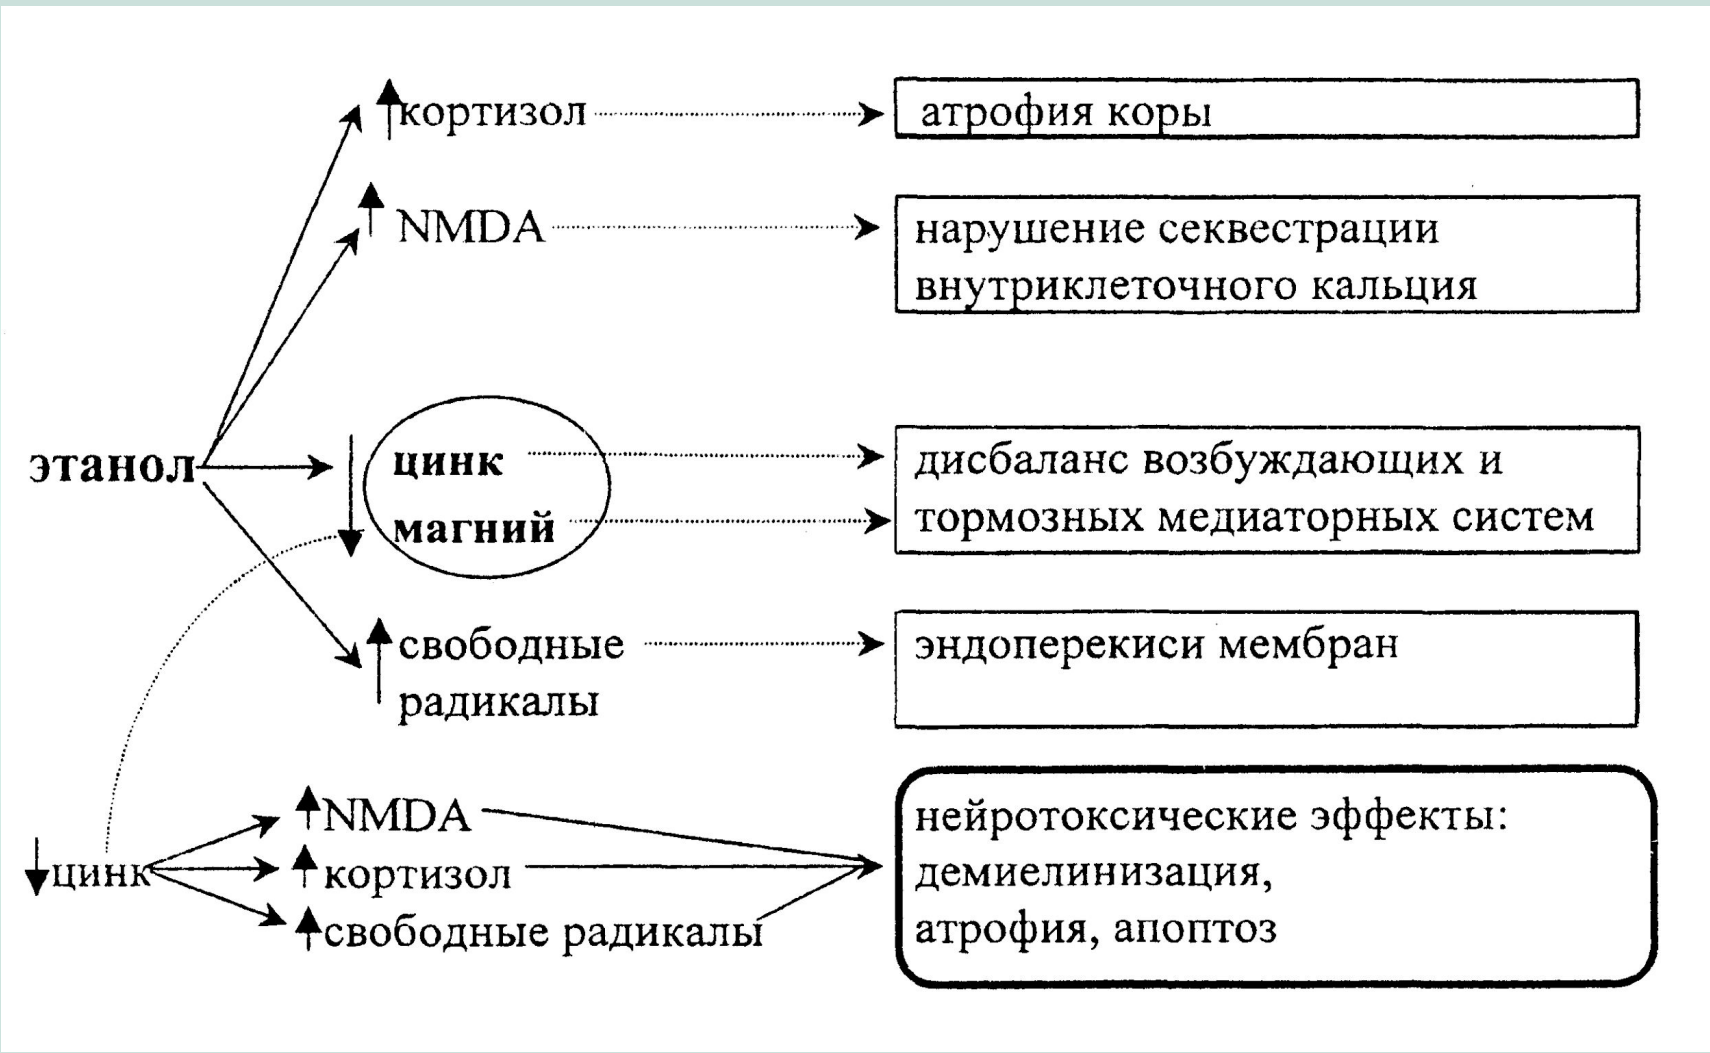 кортизол
атрофия коры
NMDA
нарушение секвестрации
внутриклеточного кальция
этанол
цинк
магний
дисбаланс возбуждающих и
тормозных медиаторных систем
свободные
радикалы
эндоперекиси мембран
цинк
NMDA
кортизол
свободные радикалы
нейротоксические эффекты:
демиелинизация,
атрофия, апоптоз